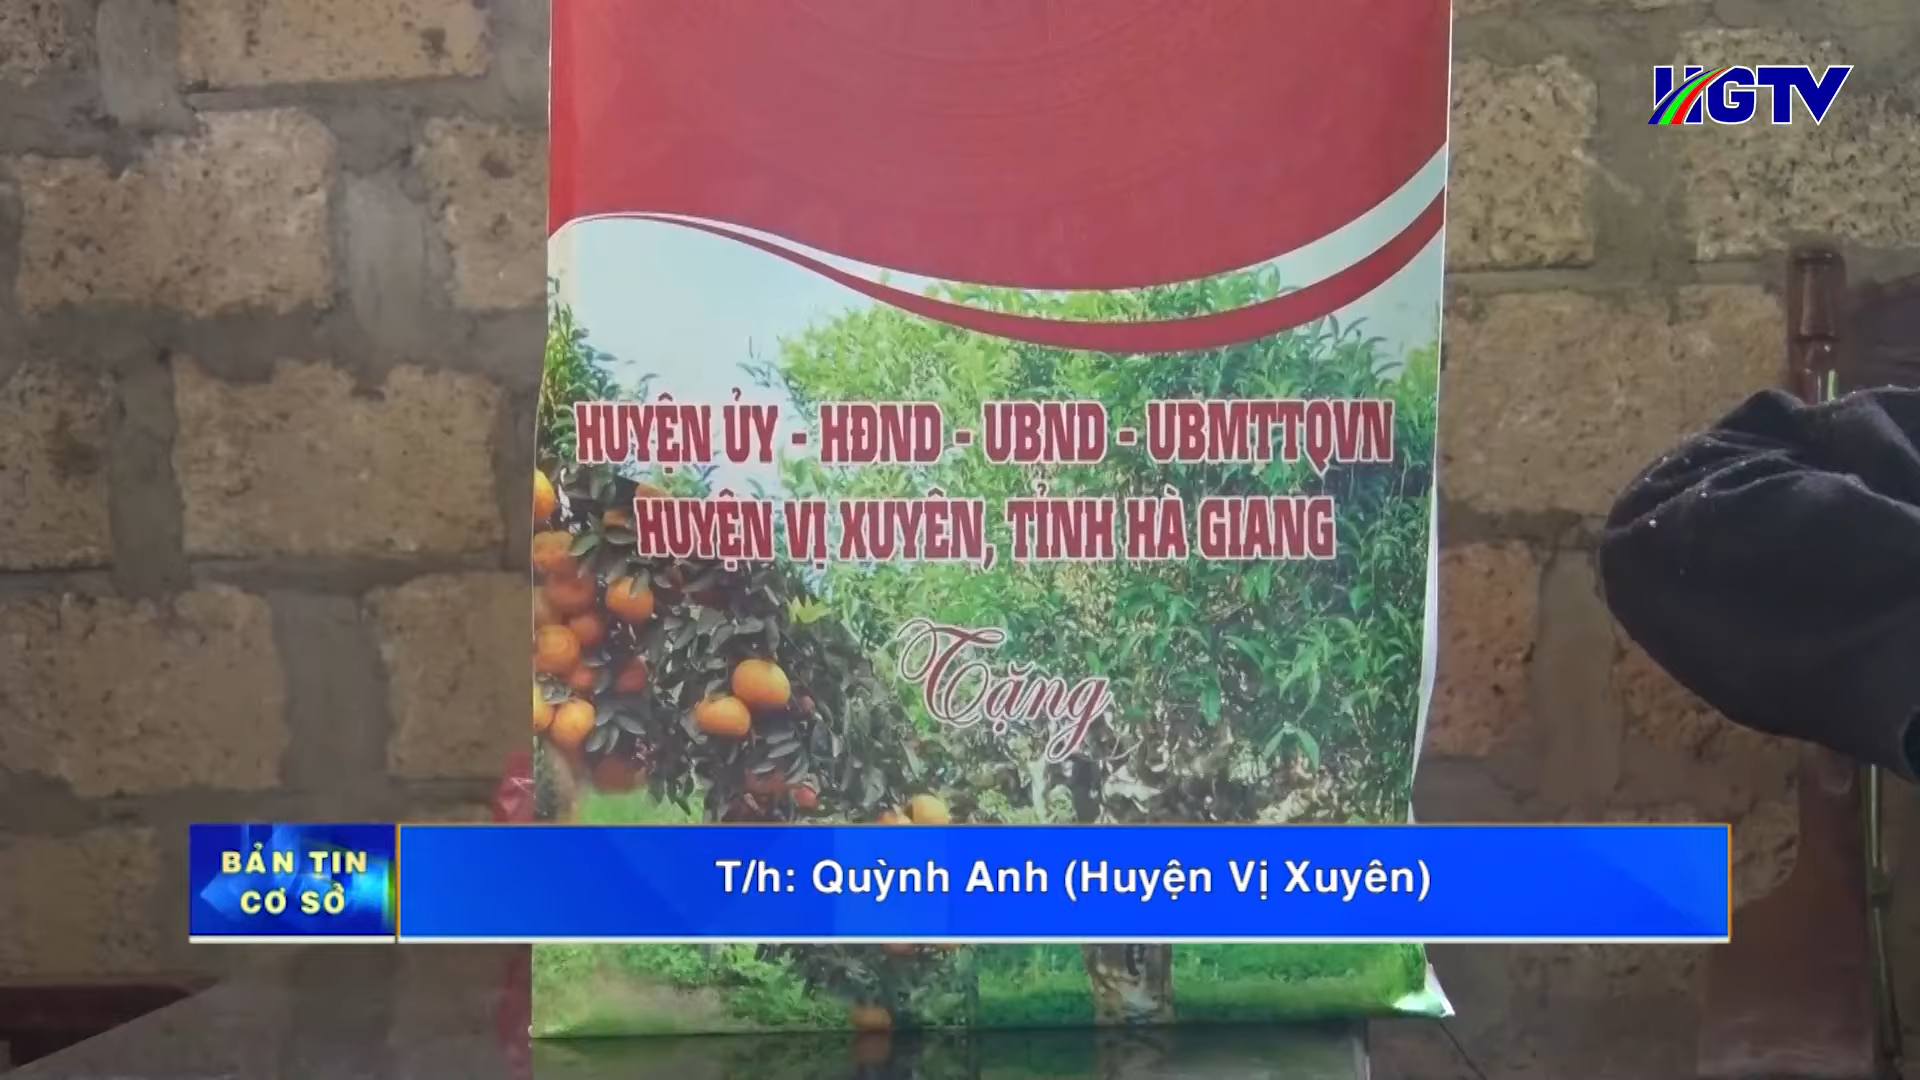 HGTV
HUYỆN ỦY - HĐND - UBND - UBMTTQVN
HUYỆN VỊ XUYÊN, TỈNH HÀ GIANG
Tặng
BẢN TIN
CƠ SỞ
T/h: Quỳnh Anh (Huyện Vị Xuyên)